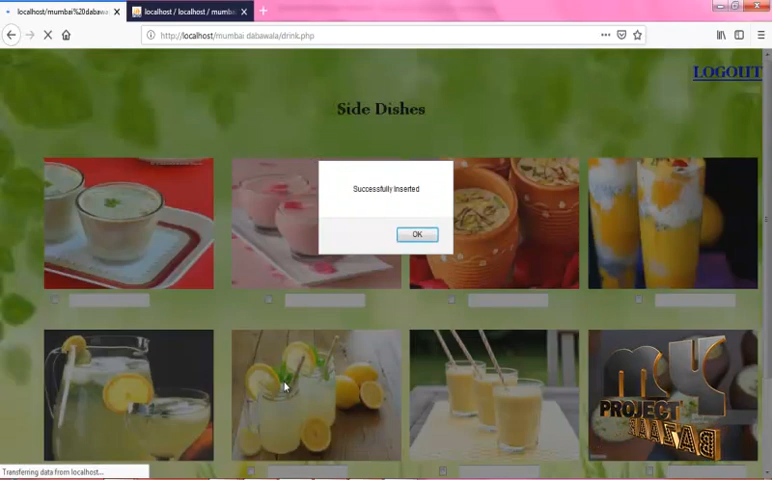 localhost/mumbai%20dabawa
localhost / localhost / mumba
http://localhost/mumbai dabawala/drink.php
LOGOUT
Side Dishes
Successfully Inserted
OK
my
PROJECT
BAZAAR
Transferring data from localhost...